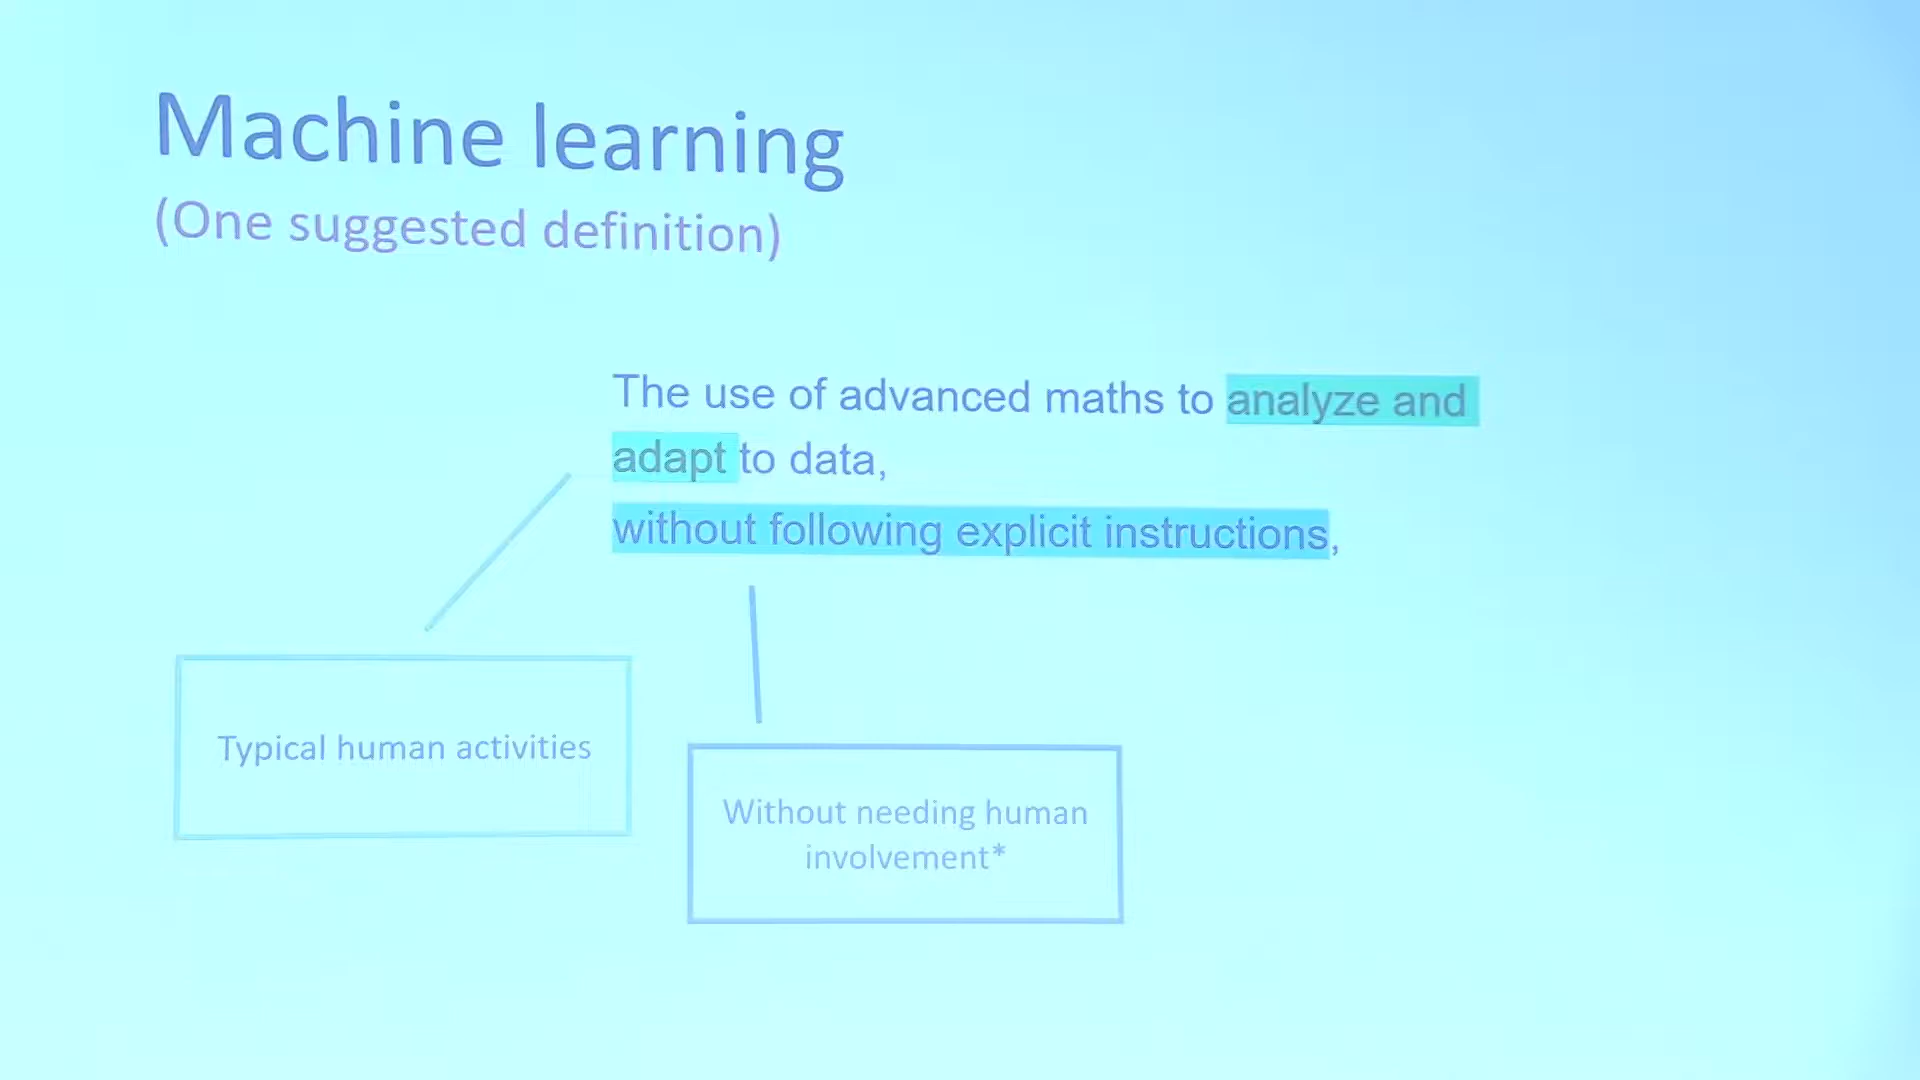 Machine learning
(One suggested definition)
The use of advanced maths to analyze and
adapt to data,
without following explicit instructions,
Typical human activities
Without needing human
involvement*